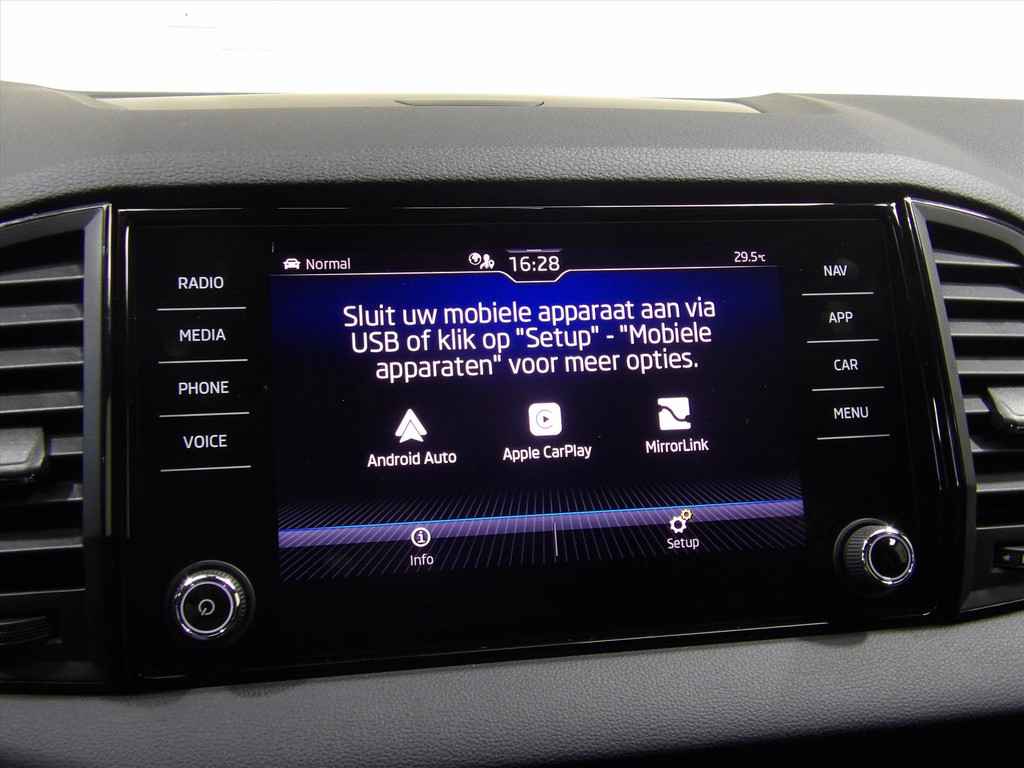 Normal
16:28
29.5°C
RADIO
MEDIA
PHONE
VOICE
Sluit uw mobiele apparaat aan via
USB of klik op "Setup" - "Mobiele
apparaten" voor meer opties.
Android Auto
Apple CarPlay
MirrorLink
Info
Setup
NAV
APP
CAR
MENU